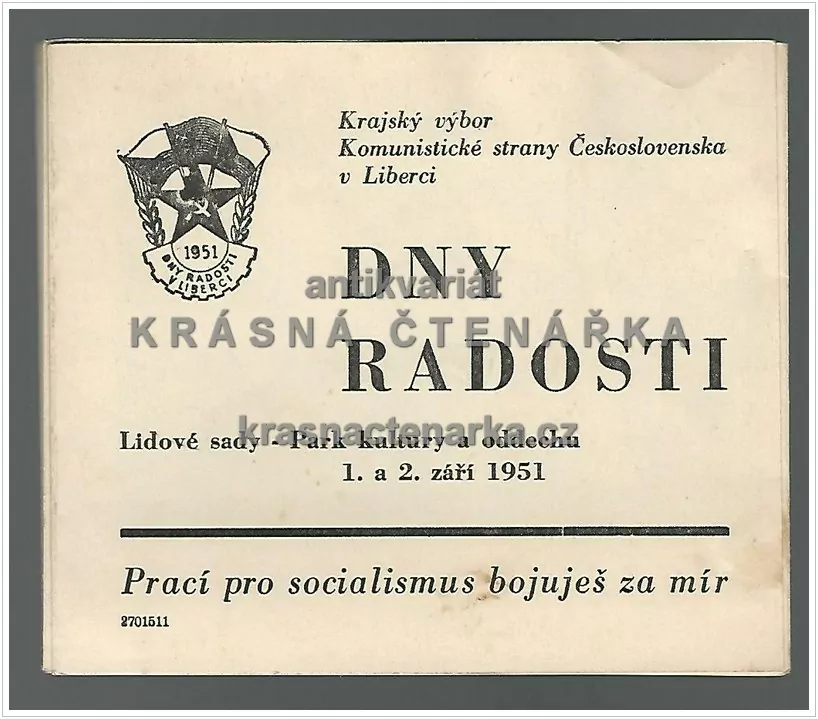 Krajský výbor
Komunistické strany Československa
v Liberci
1951
DNY RADOSTI
V LIBERCI
DNY
antikvariát
KRÁSNÁ ČTENÁŘKA
RADOSTI
krasnactenarka.cz
Lidové sady - Park kultury a oddechu
1. a 2. září 1951
Prací pro socialismus bojuješ za mír
2701511